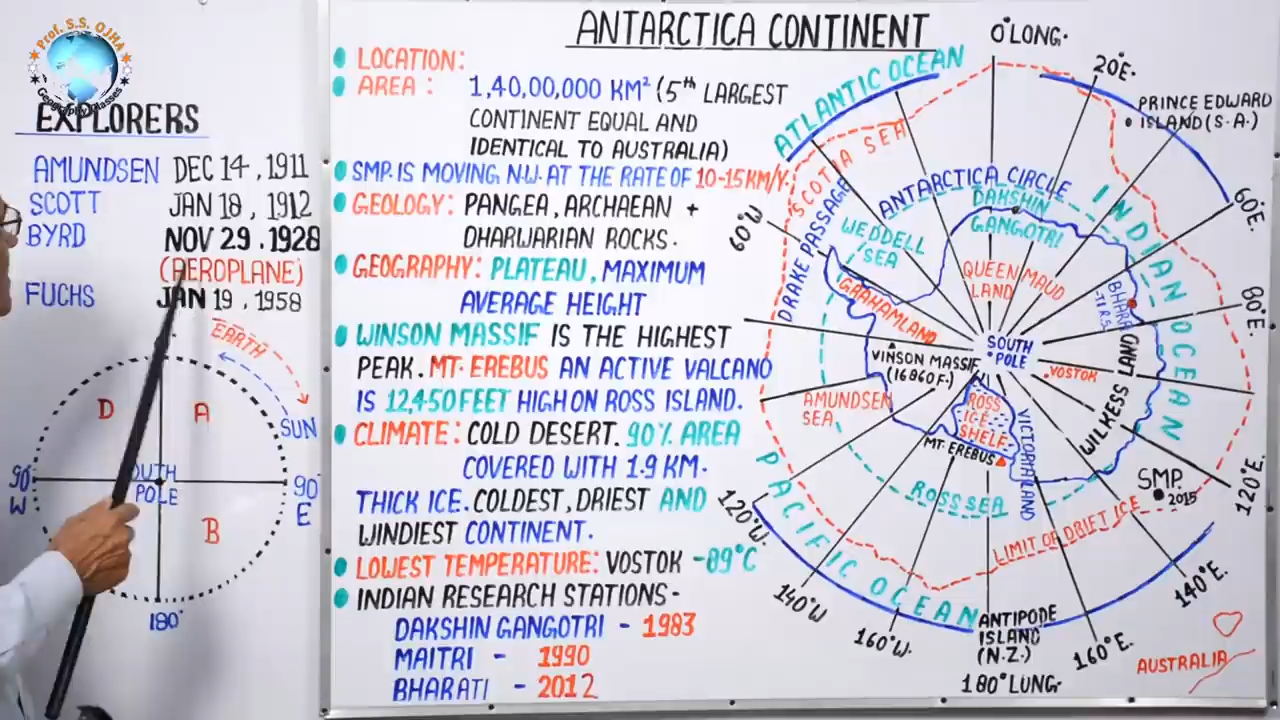 Prof. S.S. OJHA
Geography Classes
EXPLORERS
AMUNDSEN DEC 14, 1911
SCOTT JAN 18, 1912
BYRD NOV 29, 1928
(AEROPLANE)
FUCHS JAN 19, 1958
EARTH
SUN
D A
90° W
90° E
SOUTH
POLE
B
180°
ANTARCTICA CONTINENT
LOCATION:
AREA: 1,40,00,000 KM² (5th LARGEST
CONTINENT EQUAL AND
IDENTICAL TO AUSTRALIA)
SMP. IS MOVING N.W. AT THE RATE OF 10-15KM/Y.
GEOLOGY: PANGEA, ARCHAEAN +
DHARWARIAN ROCKS.
GEOGRAPHY: PLATEAU, MAXIMUM
AVERAGE HEIGHT
WINSON MASSIF IS THE HIGHEST
PEAK. MT. EREBUS AN ACTIVE VALCANO
IS 12,450 FEET HIGH ON ROSS ISLAND.
CLIMATE: COLD DESERT. 90% AREA
COVERED WITH 1.9 KM.
THICK ICE. COLDEST, DRIEST AND
WINDIEST CONTINENT.
LOWEST TEMPERATURE: VOSTOK -89°C
INDIAN RESEARCH STATIONS-
DAKSHIN GANGOTRI - 1983
MAITRI - 1990
BHARATI - 2012
0° LONG.
20°E.
PRINCE EDWARD
ISLAND (S.A.)
ATLANTIC OCEAN
SCOTIA SEA
ANTARCTICA CIRCLE
DAKSHIN
GANGOTRI
60°W
60°E.
DRAKE PASSAGE
WEDDELL
SEA
INDIAN OCEAN
QUEEN MAUD
LAND
GRAHAMLAND
BHARA
-TI R.S.
80°E.
SOUTH
POLE
VINSON MASSIF
(16860F.)
VOSTOK
AMUNDSEN
SEA
ROSS
ICE
SHELF
WILKESS LAND
MT. EREBUS
VICTORIA LAND
ROSS SEA
SMP.
2015
120°E.
120°W.
PACIFIC OCEAN
LIMIT OF DRIFT ICE
140°W
140°E.
160°W.
ANTIPODE
ISLAND
(N.Z.)
160°E.
180° LUNG.
AUSTRALIA